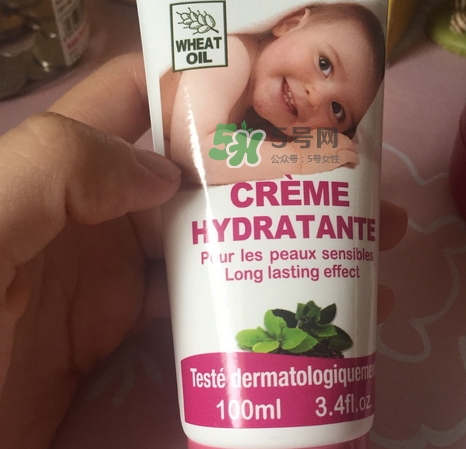 WHEAT
OIL
5号网
公众号：5号女性
CRÈME
HYDRATANTE
Pour les peaux sensibles
Long lasting effect
Testé dermatologiquemen
100ml 3.4fl.oz.